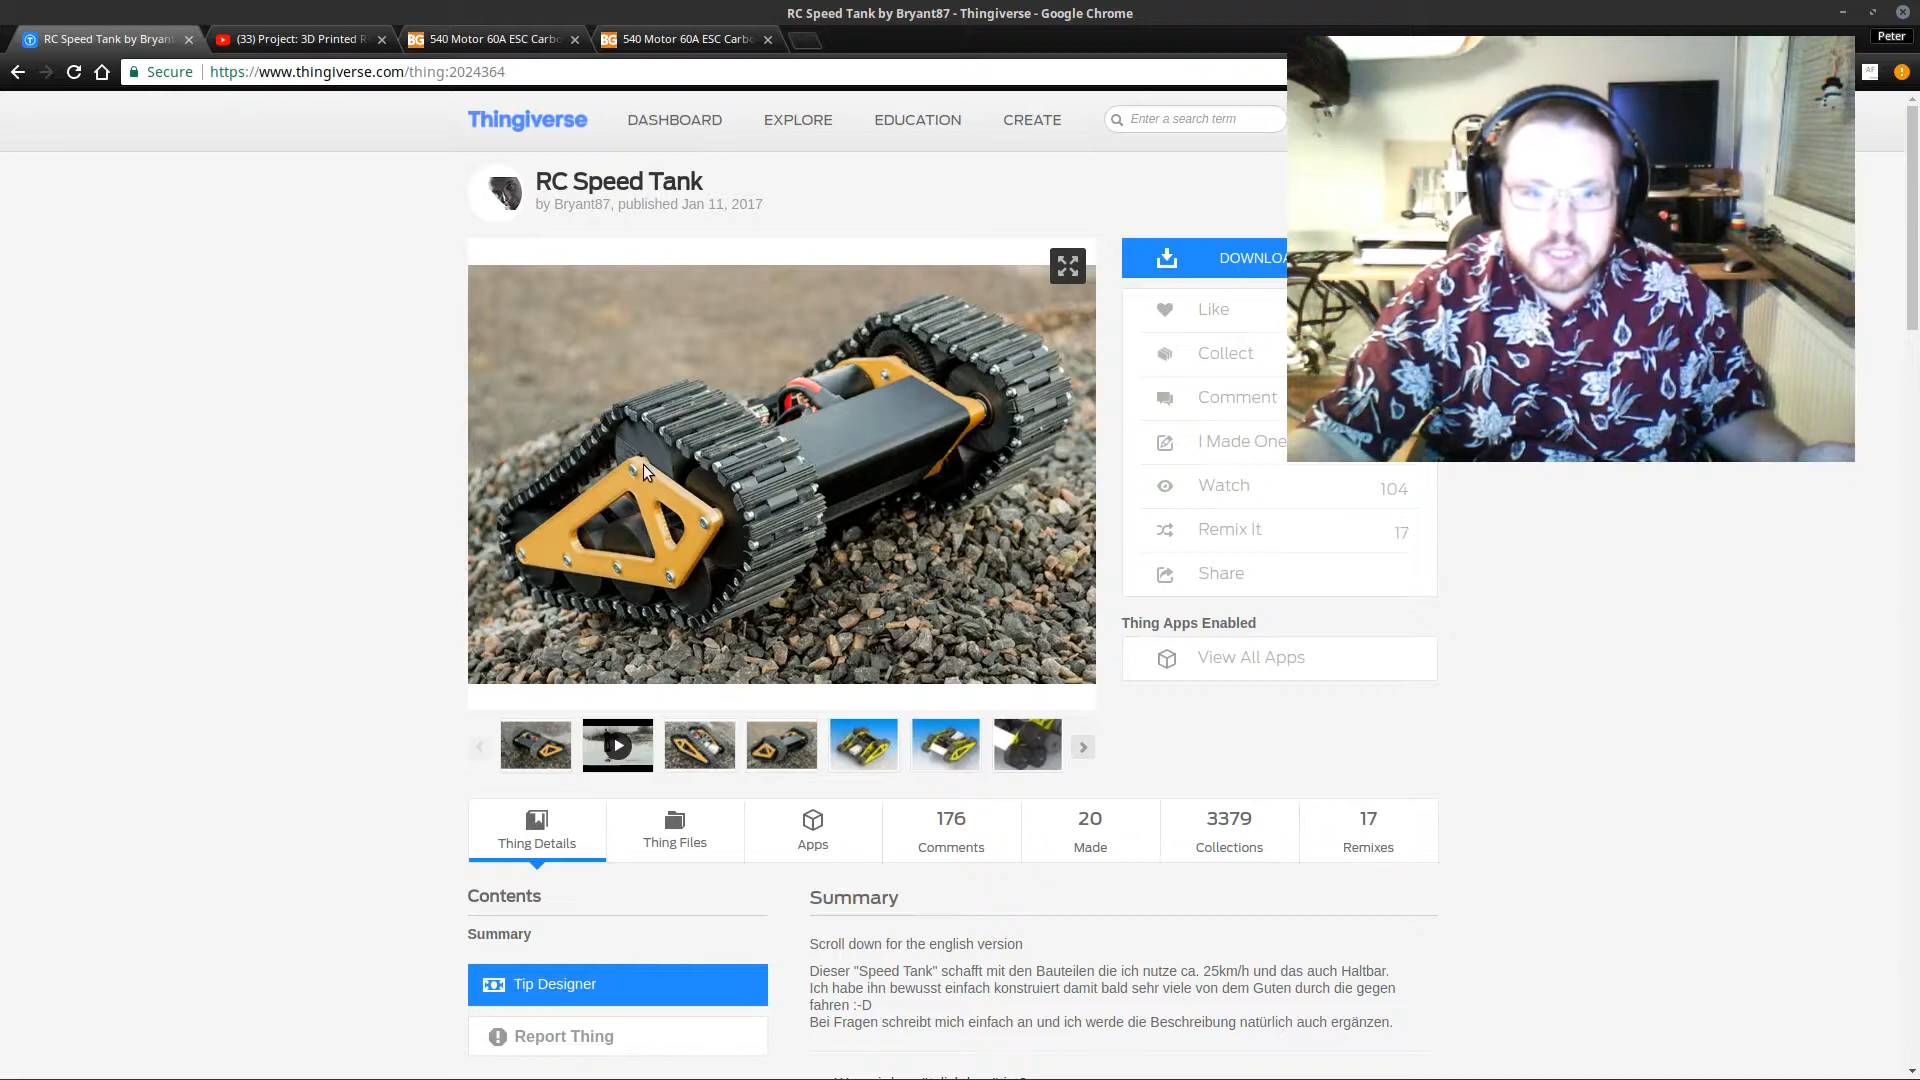 RC Speed Tank by Bryant87 - Thingiverse - Google Chrome
RC Speed Tank by Bryant
(33) Project: 3D Printed
540 Motor 60A ESC Carbo
540 Motor 60A ESC Carbo
Peter
Secure
https://www.thingiverse.com/thing:2024364
AF
Thingiverse
DASHBOARD
EXPLORE
EDUCATION
CREATE
Enter a search term
RC Speed Tank
by Bryant87, published Jan 11, 2017
DOWNLOA
Like
Collect
Comment
I Made One
Watch 104
Remix It 17
Share
Thing Apps Enabled
View All Apps
Thing Details
Thing Files
Apps
176
Comments
20
Made
3379
Collections
17
Remixes
Contents
Summary
Tip Designer
Report Thing
Summary
Scroll down for the english version
Dieser "Speed Tank" schafft mit den Bauteilen die ich nutze ca. 25km/h und das auch Haltbar.
Ich habe ihn bewusst einfach konstruiert damit bald sehr viele von dem Guten durch die gegen
fahren :-D
Bei Fragen schreibt mich einfach an und ich werde die Beschreibung natürlich auch ergänzen.